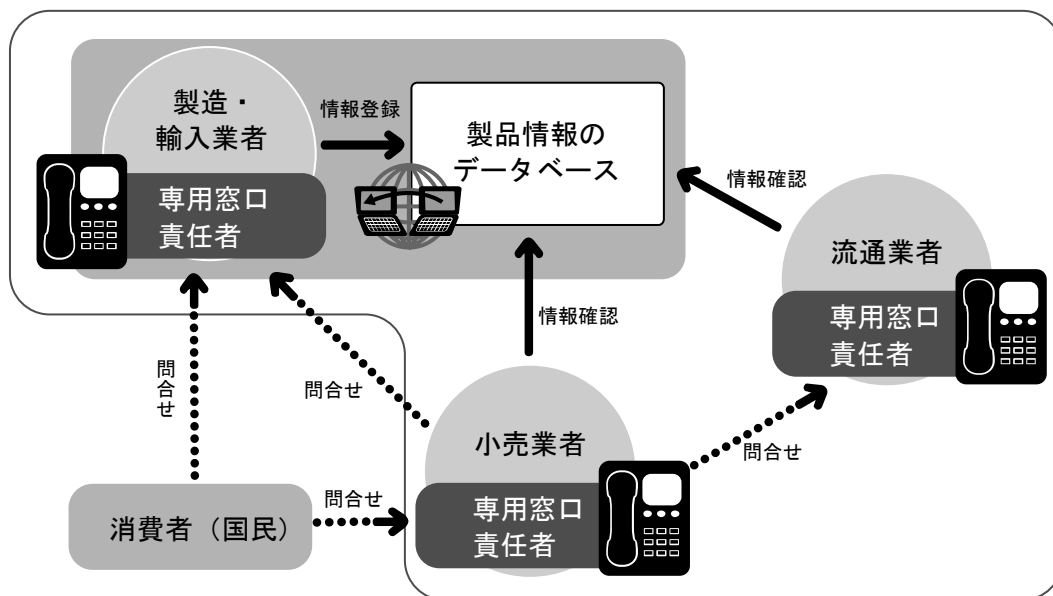 製造・
輸入業者
専用窓口
責任者
情報登録
製品情報の
データベース
情報確認
流通業者
専用窓口
責任者
情報確認
問合せ
問合せ
小売業者
専用窓口
責任者
問合せ
問合せ
消費者（国民）